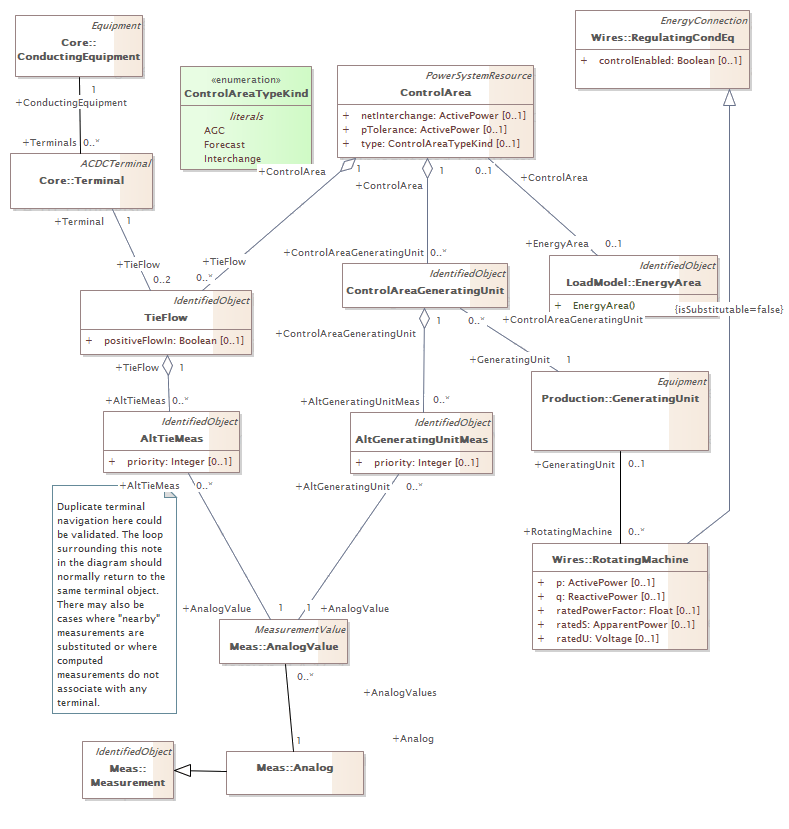 Equipment
Core::
ConductingEquipment
1
+ConductingEquipment
+Terminals 0..*
ACDCTerminal
Core::Terminal
+Terminal 1
«enumeration»
ControlAreaTypeKind
literals
AGC
Forecast
Interchange
PowerSystemResource
ControlArea
+ netInterchange: ActivePower [0..1]
+ pTolerance: ActivePower [0..1]
+ type: ControlAreaTypeKind [0..1]
EnergyConnection
Wires::RegulatingCondEq
+ controlEnabled: Boolean [0..1]
+ControlArea 1
+ControlArea 1
0..1 +ControlArea
+TieFlow
0..2
+TieFlow
0..*
+ControlAreaGeneratingUnit 0..*
+EnergyArea 0..1
IdentifiedObject
TieFlow
+ positiveFlowIn: Boolean [0..1]
IdentifiedObject
ControlAreaGeneratingUnit
IdentifiedObject
LoadModel::EnergyArea
+ EnergyArea()
{isSubstitutable=false}
+ControlAreaGeneratingUnit
0..*
+ControlAreaGeneratingUnit 1
+TieFlow 1
+GeneratingUnit 1
Equipment
Production::GeneratingUnit
+AltTieMeas 0..*
+AltGeneratingUnitMeas 0..*
IdentifiedObject
AltTieMeas
+ priority: Integer [0..1]
IdentifiedObject
AltGeneratingUnitMeas
+ priority: Integer [0..1]
+GeneratingUnit 0..1
+AltTieMeas 0..*
+AltGeneratingUnit 0..*
Duplicate terminal
navigation here could
be validated. The loop
surrounding this note
in the diagram should
normally return to the
same terminal object.
There may also be
cases where "nearby"
measurements are
substituted or where
computed
measurements do not
associate with any
terminal.
+RotatingMachine 0..*
Wires::RotatingMachine
+ p: ActivePower [0..1]
+ q: ReactivePower [0..1]
+ ratedPowerFactor: Float [0..1]
+ ratedS: ApparentPower [0..1]
+ ratedU: Voltage [0..1]
+AnalogValue 1
1 +AnalogValue
MeasurementValue
Meas::AnalogValue
0..*
+AnalogValues
1
+Analog
IdentifiedObject
Meas::
Measurement
Meas::Analog